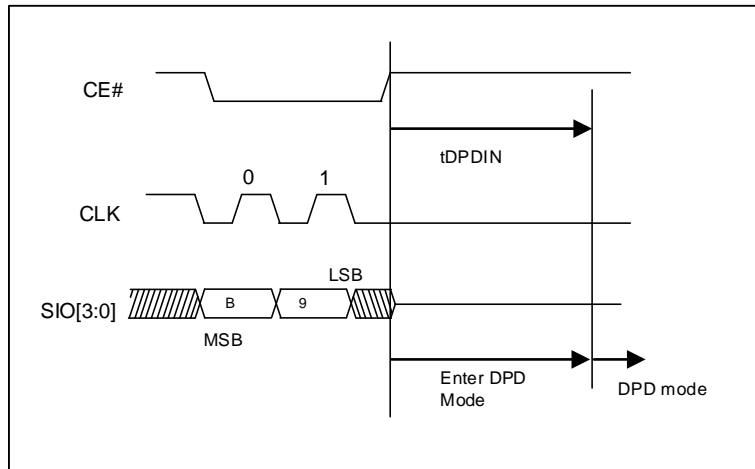 CE#
tDPDIN
0 1
CLK
LSB
SIO[3:0]
B 9
MSB
Enter DPD
Mode
DPD mode